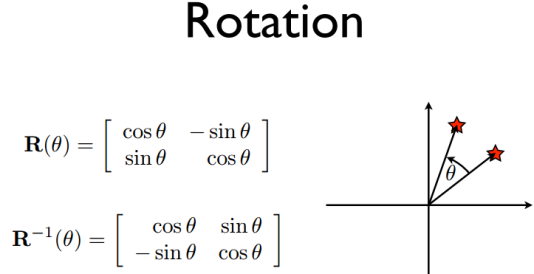 Rotation
R(θ) = [ cos θ − sin θ
sin θ cos θ ]
θ
R⁻¹(θ) = [ cos θ sin θ
− sin θ cos θ ]